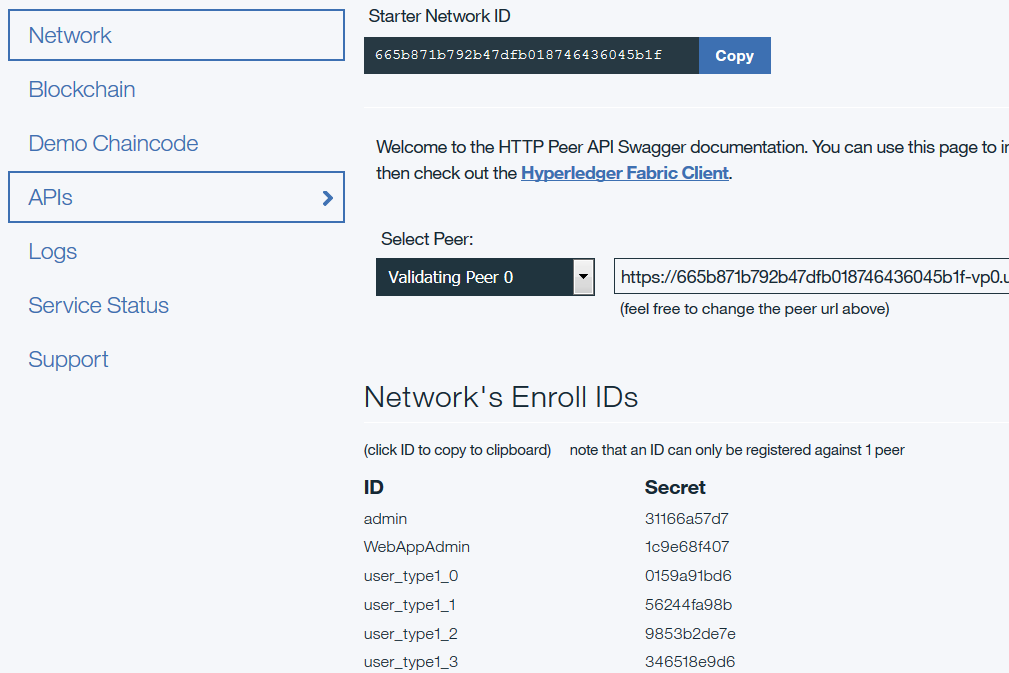 Network
Blockchain
Demo Chaincode
APIs
Logs
Service Status
Support
Starter Network ID
665b871b792b47dfb018746436045b1f Copy
Welcome to the HTTP Peer API Swagger documentation. You can use this page to
then check out the Hyperledger Fabric Client.
Select Peer:
Validating Peer 0 https://665b871b792b47dfb018746436045b1f-vp0.u
(feel free to change the peer url above)
Network's Enroll IDs
(click ID to copy to clipboard) note that an ID can only be registered against 1 peer
ID Secret
admin 31166a57d7
WebAppAdmin 1c9e68f407
user_type1_0 0159a91bd6
user_type1_1 56244fa98b
user_type1_2 9853b2de7e
user_type1_3 346518e9d6